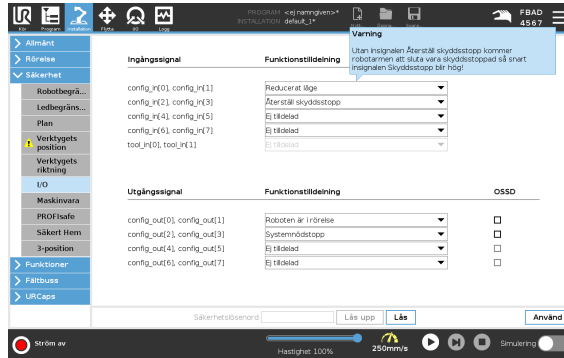 PROGRAM <ej namngiven>*
INSTALLATION default_1*
FBAD
4567
Kör Program Installation Flytta I/O Logg
Varning
Utan insignalen Återställ skyddsstopp kommer
robotarmen att sluta vara skyddsstoppad så snart
insignalen Skyddsstopp blir hög!
Allmänt
Rörelse
Säkerhet
Robotbegrä...
Ledbegräns...
Plan
Verktygets
position
Verktygets
riktning
I/O
Maskinvara
PROFIsafe
Säkert Hem
3-position
Funktioner
Fältbuss
URCaps
Ingångssignal Funktionstilldelning
config_in[0], config_in[1] Reducerat läge
config_in[2], config_in[3] Återställ skyddsstopp
config_in[4], config_in[5] Ej tilldelad
config_in[6], config_in[7] Ej tilldelad
tool_in[0], tool_in[1] Ej tilldelad
Utgångssignal Funktionstilldelning OSSD
config_out[0], config_out[1] Roboten är i rörelse
config_out[2], config_out[3] Systemnödstopp
config_out[4], config_out[5] Ej tilldelad
config_out[6], config_out[7] Ej tilldelad
Säkerhetslösenord Lås upp Lås Använd
Ström av Hastighet 100% 250mm/s Simulering